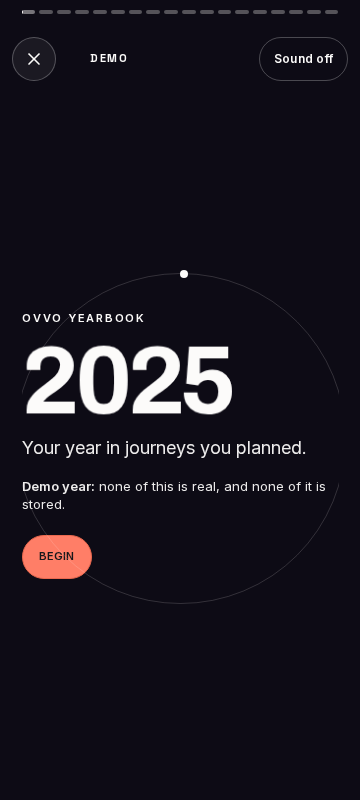 DEMO
Sound off
OVVO YEARBOOK
2025
Your year in journeys you planned.
Demo year: none of this is real, and none of it is
stored.
BEGIN